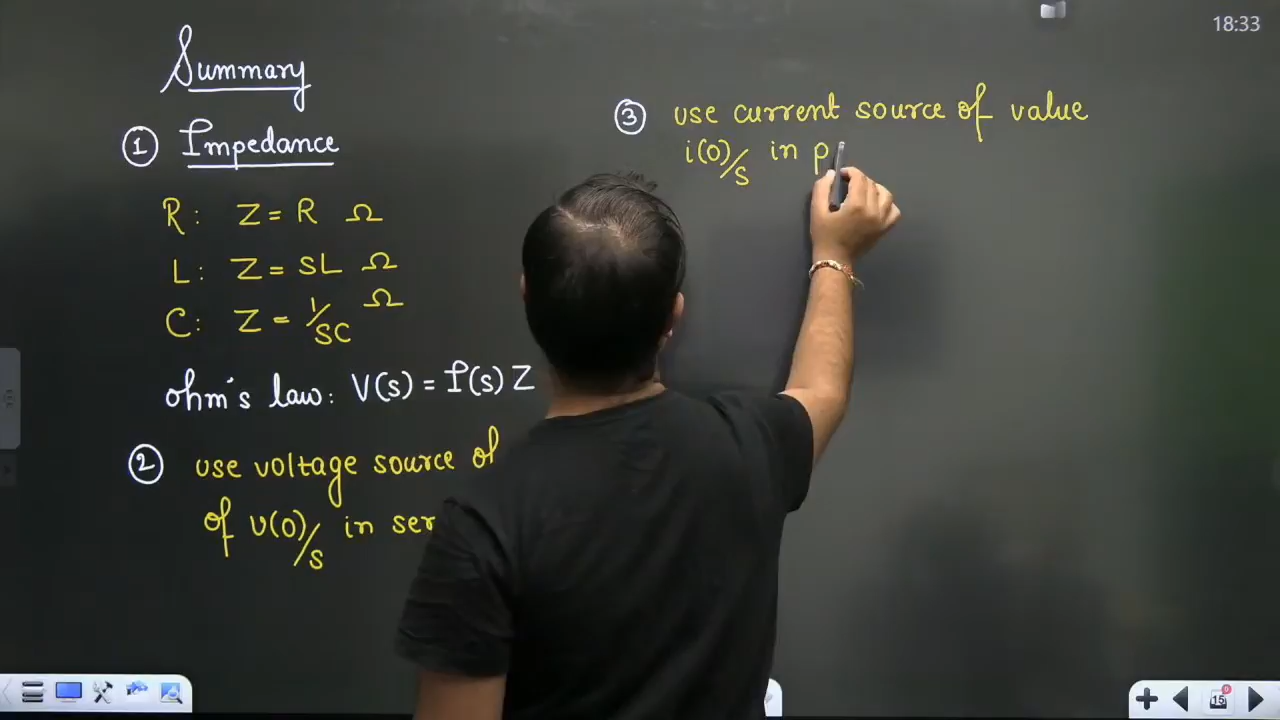 18:33
Summary
① Impedance
R: Z = R Ω
L: Z = SL Ω
C: Z = 1/SC Ω
ohm's law: V(s) = I(s) Z
② use voltage source of
of v(0)/s in ser
③ use current source of value
i(0)/s in p
15